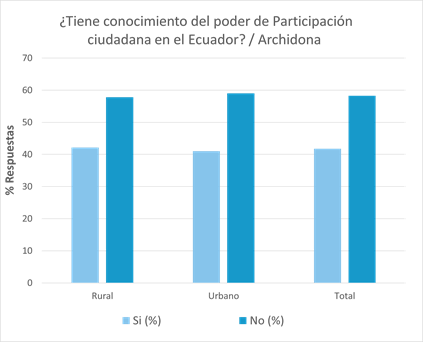 ¿Tiene conocimiento del poder de Participación
ciudadana en el Ecuador? / Archidona
70
60
50
40
30
20
10
0
% Respuestas
Rural
Urbano
Total
Si (%)
No (%)